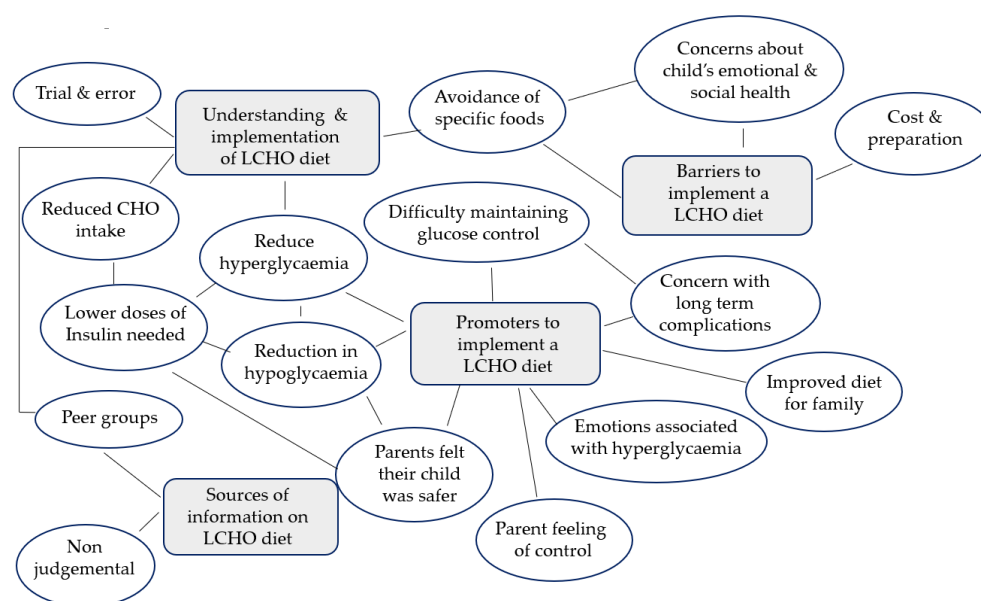 Trial & error
Understanding &
implementation
of LCHO diet
Avoidance of
specific foods
Concerns about
child's emotional &
social health
Cost &
preparation
Barriers to
implement a
LCHO diet
Reduced CHO
intake
Reduce
hyperglycaemia
Difficulty maintaining
glucose control
Concern with
long term
complications
Lower doses of
Insulin needed
Reduction in
hypoglycaemia
Promoters to
implement a
LCHO diet
Improved diet
for family
Peer groups
Parents felt
their child
was safer
Emotions associated
with hyperglycaemia
Sources of
information on
LCHO diet
Parent feeling
of control
Non
judgemental